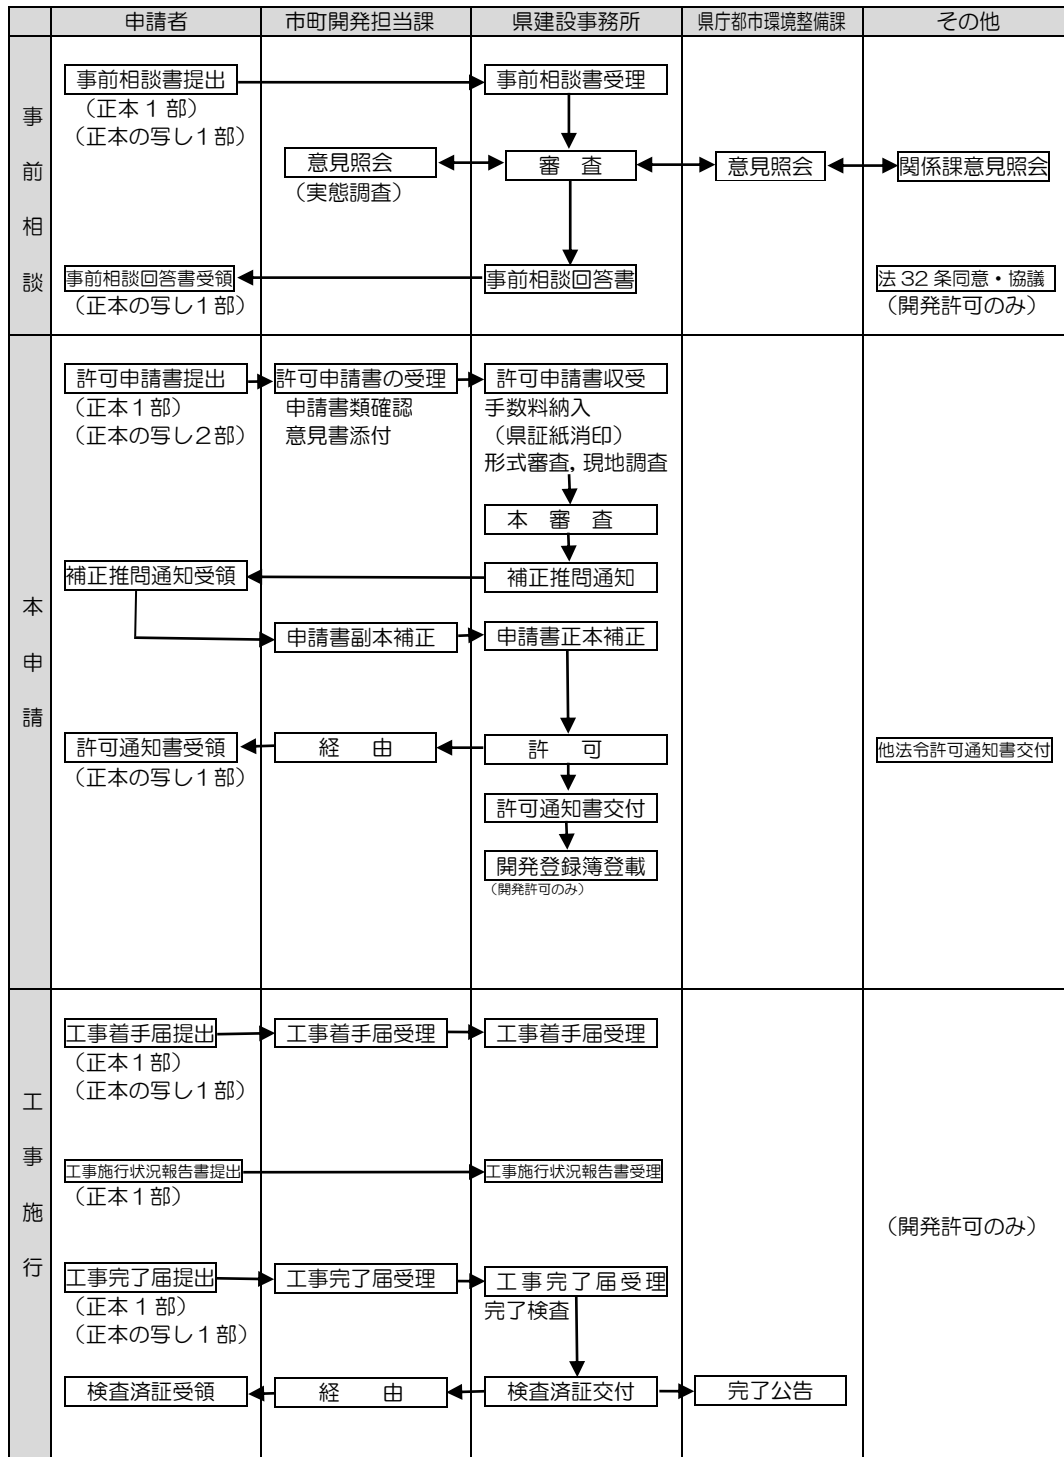 申請者
市町開発担当課
県建設事務所
県庁都市環境整備課
その他
事前相談
事前相談書提出
（正本１部）
（正本の写し１部）
事前相談書受理
意見照会
（実態調査）
審　査
意見照会
関係課意見照会
事前相談回答書受領
（正本の写し１部）
事前相談回答書
法 32 条同意・協議
（開発許可のみ）
本申請
許可申請書提出
（正本１部）
（正本の写し２部）
許可申請書の受理
申請書類確認
意見書添付
許可申請書収受
手数料納入
（県証紙消印）
形式審査，現地調査
本　審　査
補正推問通知受領
補正推問通知
申請書副本補正
申請書正本補正
許可通知書受領
（正本の写し１部）
経　由
許　可
他法令許可通知書交付
許可通知書交付
開発登録簿登載
（開発許可のみ）
工事施行
工事着手届提出
（正本１部）
（正本の写し１部）
工事着手届受理
工事着手届受理
工事施行状況報告書提出
（正本１部）
工事施行状況報告書受理
（開発許可のみ）
工事完了届提出
（正本１部）
（正本の写し１部）
工事完了届受理
工事完了届受理
完了検査
検査済証受領
経　由
検査済証交付
完了公告